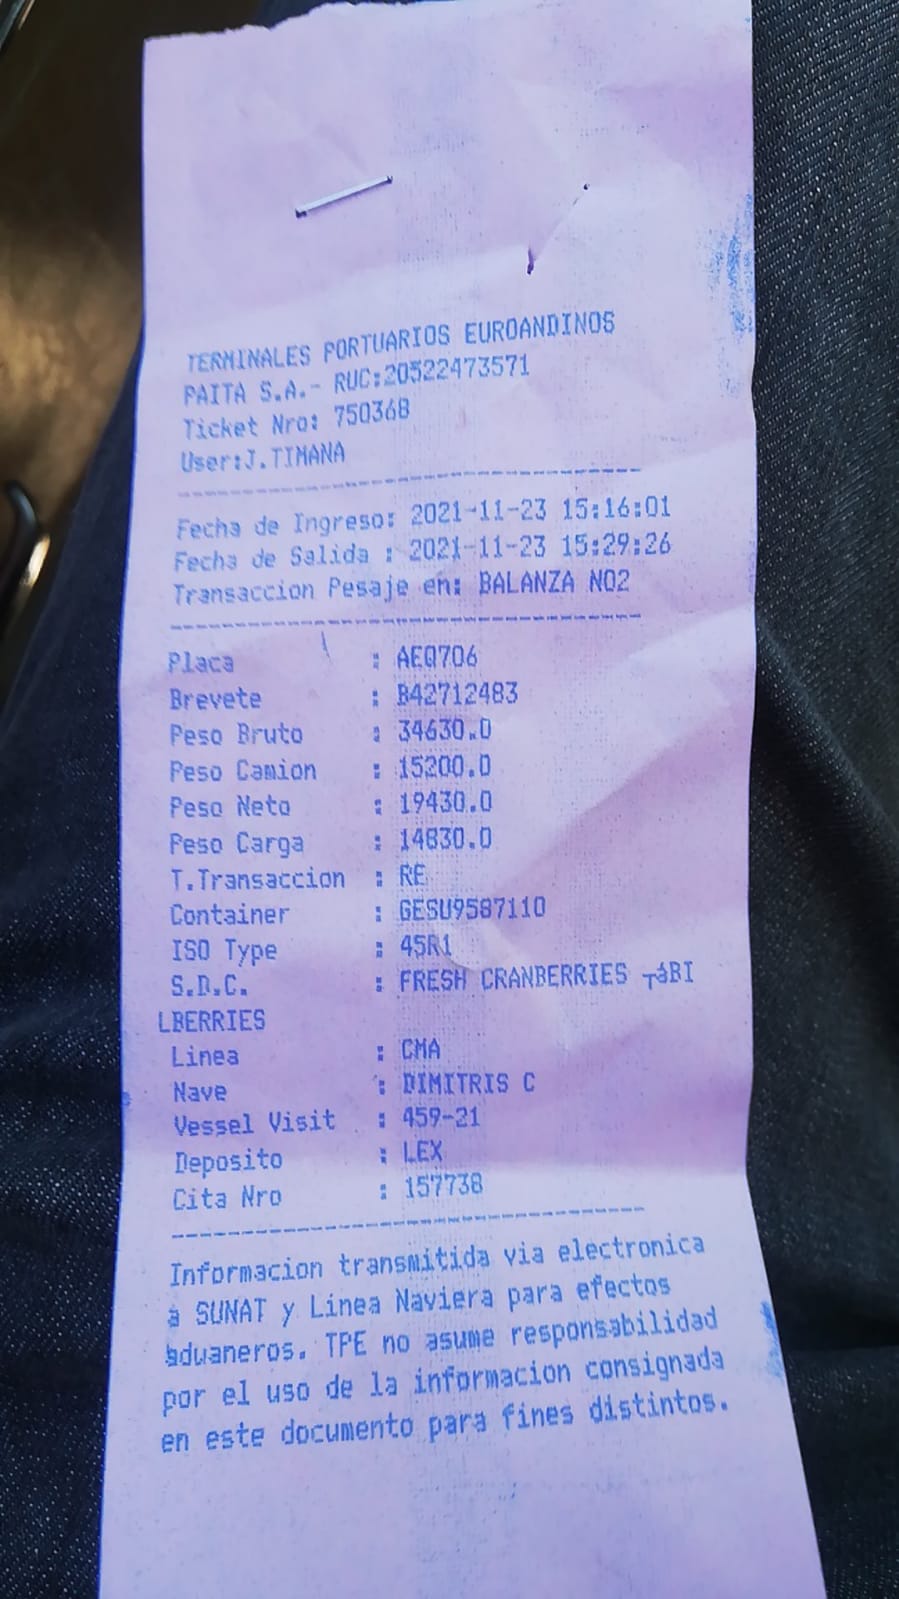 TERMINALES PORTUARIOS EUROANDINOS
PAITA S.A.- RUC:20522473571
Ticket Nro: 750368
User:J.TIMANA
Fecha de Ingreso: 2021-11-23 15:16:01
Fecha de Salida : 2021-11-23 15:29:26
Transaccion Pesaje en: BALANZA NO2
Placa : AEQ706
Brevete : B42712483
Peso Bruto : 34630.0
Peso Camion : 15200.0
Peso Neto : 19430.0
Peso Carga : 14830.0
T.Transaccion : RE
Container : GESU9587110
ISO Type : 45R1
S.D.C. : FRESH CRANBERRIES ┬áBI
LBERRIES
Linea : CMA
Nave : DIMITRIS C
Vessel Visit : 459-21
Deposito : LEX
Cita Nro : 157738
Informacion transmitida via electronica
a SUNAT y Linea Naviera para efectos
aduaneros. TPE no asume responsabilidad
por el uso de la informacion consignada
en este documento para fines distintos.